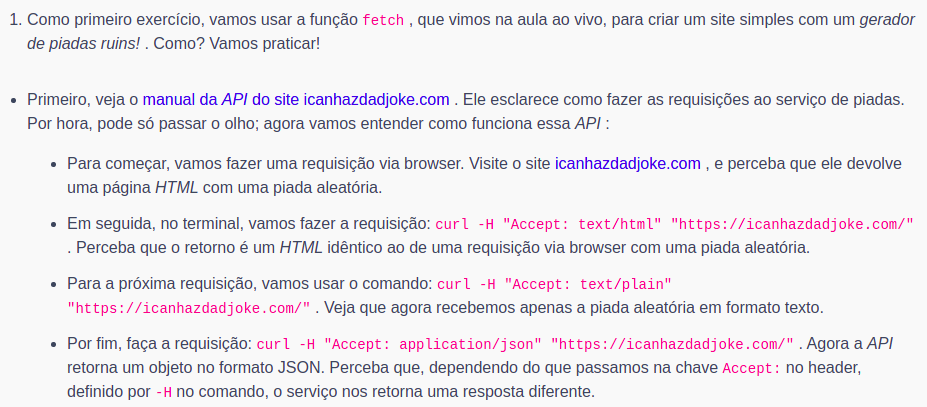 1. Como primeiro exercício, vamos usar a função fetch , que vimos na aula ao vivo, para criar um site simples com um gerador
de piadas ruins! . Como? Vamos praticar!
• Primeiro, veja o manual da API do site icanhazdadjoke.com . Ele esclarece como fazer as requisições ao serviço de piadas.
Por hora, pode só passar o olho; agora vamos entender como funciona essa API :
• Para começar, vamos fazer uma requisição via browser. Visite o site icanhazdadjoke.com , e perceba que ele devolve
uma página HTML com uma piada aleatória.
• Em seguida, no terminal, vamos fazer a requisição: curl -H "Accept: text/html" "https://icanhazdadjoke.com/"
. Perceba que o retorno é um HTML idêntico ao de uma requisição via browser com uma piada aleatória.
• Para a próxima requisição, vamos usar o comando: curl -H "Accept: text/plain"
"https://icanhazdadjoke.com/" . Veja que agora recebemos apenas a piada aleatória em formato texto.
• Por fim, faça a requisição: curl -H "Accept: application/json" "https://icanhazdadjoke.com/" . Agora a API
retorna um objeto no formato JSON. Perceba que, dependendo do que passamos na chave Accept: no header,
definido por -H no comando, o serviço nos retorna uma resposta diferente.